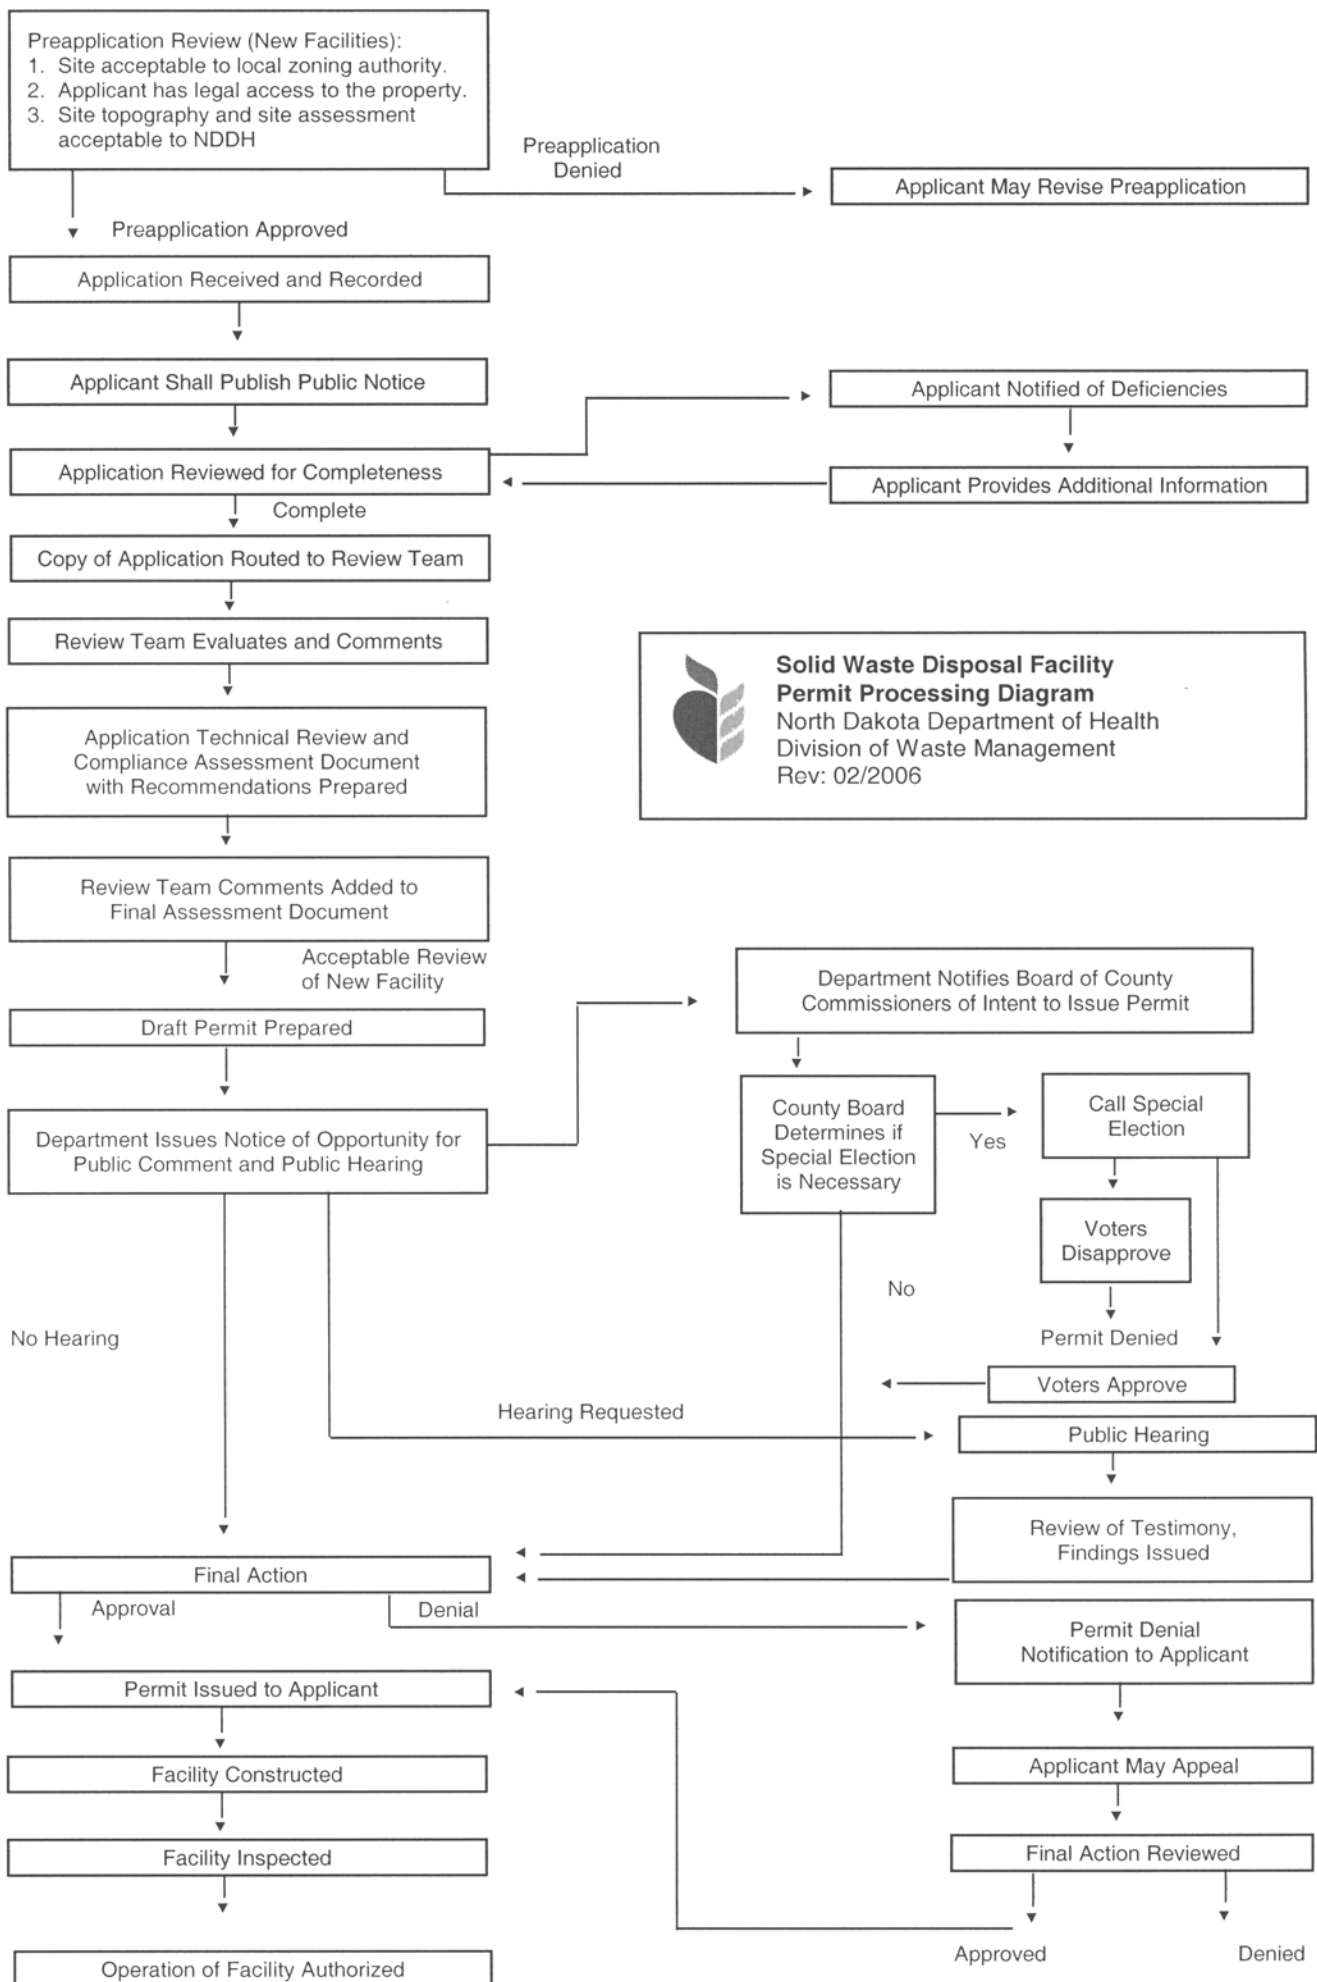 Preapplication Review (New Facilities):
1. Site acceptable to local zoning authority.
2. Applicant has legal access to the property.
3. Site topography and site assessment
acceptable to NDDH
Preapplication
Denied
Applicant May Revise Preapplication
Preapplication Approved
Application Received and Recorded
Applicant Shall Publish Public Notice
Applicant Notified of Deficiencies
Application Reviewed for Completeness
Applicant Provides Additional Information
Complete
Copy of Application Routed to Review Team
Review Team Evaluates and Comments
Solid Waste Disposal Facility
Permit Processing Diagram
North Dakota Department of Health
Division of Waste Management
Rev: 02/2006
Application Technical Review and
Compliance Assessment Document
with Recommendations Prepared
Review Team Comments Added to
Final Assessment Document
Acceptable Review
of New Facility
Department Notifies Board of County
Commissioners of Intent to Issue Permit
Draft Permit Prepared
Department Issues Notice of Opportunity for
Public Comment and Public Hearing
County Board
Determines if
Special Election
is Necessary
Yes
Call Special
Election
Voters
Disapprove
No
Permit Denied
No Hearing
Voters Approve
Hearing Requested
Public Hearing
Review of Testimony,
Findings Issued
Final Action
Approval
Denial
Permit Denial
Notification to Applicant
Permit Issued to Applicant
Applicant May Appeal
Facility Constructed
Final Action Reviewed
Facility Inspected
Approved
Denied
Operation of Facility Authorized